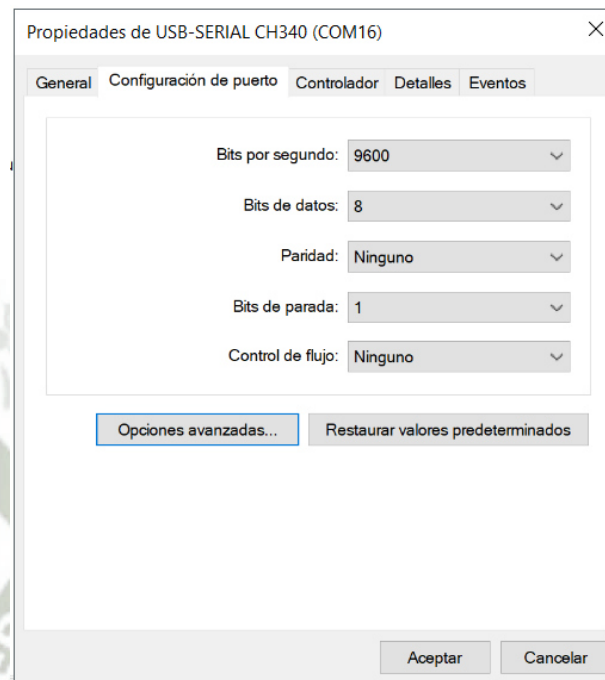 Propiedades de USB-SERIAL CH340 (COM16)
General Configuración de puerto Controlador Detalles Eventos
Bits por segundo: 9600
Bits de datos: 8
Paridad: Ninguno
Bits de parada: 1
Control de flujo: Ninguno
Opciones avanzadas... Restaurar valores predeterminados
Aceptar Cancelar